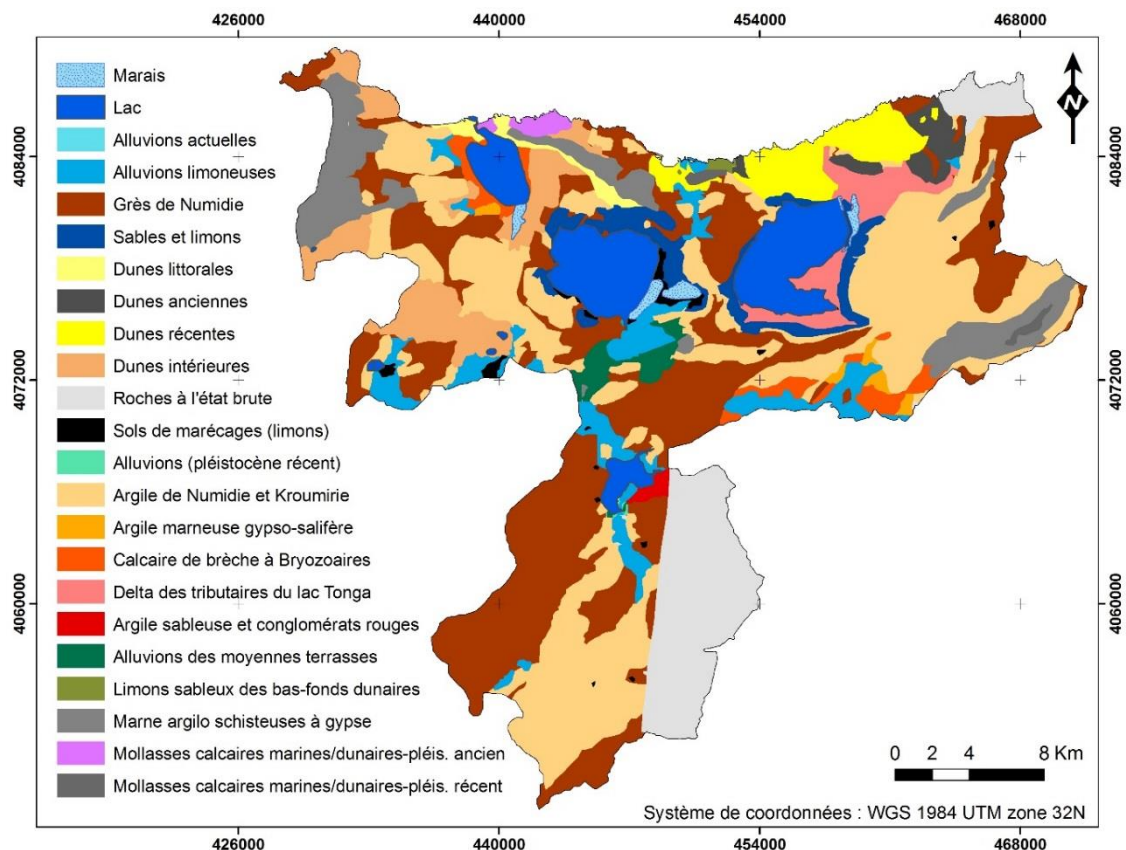 426000 440000 454000 468000
Marais
Lac
Alluvions actuelles
Alluvions limoneuses
Grès de Numidie
Sables et limons
Dunes littorales
Dunes anciennes
Dunes récentes
Dunes intérieures
Roches à l'état brute
Sols de marécages (limons)
Alluvions (pléistocène récent)
Argile de Numidie et Kroumirie
Argile marneuse gypso-salifère
Calcaire de brèche à Bryozoaires
Delta des tributaires du lac Tonga
Argile sableuse et conglomérats rouges
Alluvions des moyennes terrasses
Limons sableux des bas-fonds dunaires
Marne argilo schisteuses à gypse
Mollasses calcaires marines/dunaires-pléis. ancien
Mollasses calcaires marines/dunaires-pléis. récent
N
4084000 4084000
4072000 4072000
4060000 4060000
0 2 4 8 Km
Système de coordonnées : WGS 1984 UTM zone 32N
426000 440000 454000 468000